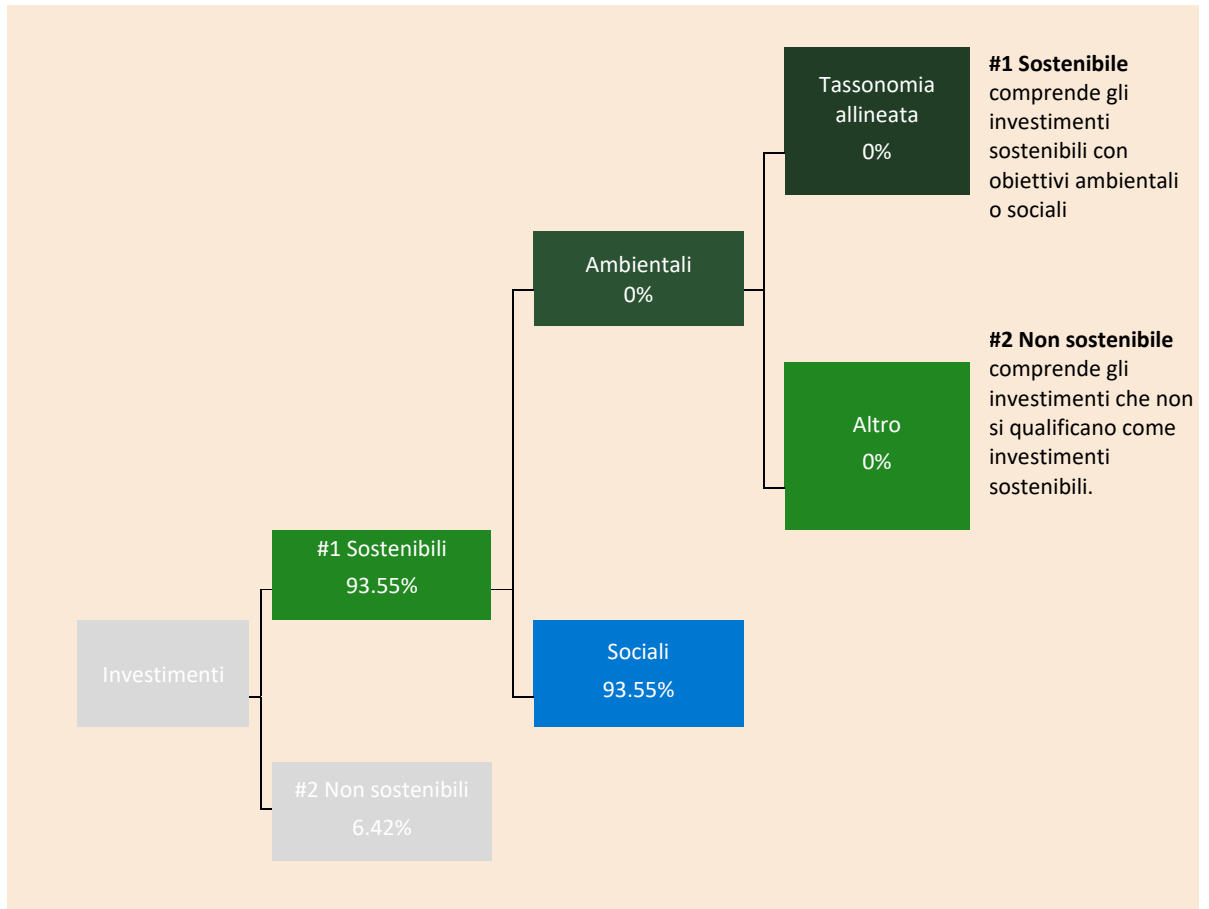 Tassonomia
allineata
0%
#1 Sostenibile
comprende gli
investimenti
sostenibili con
obiettivi ambientali
o sociali
Ambientali
0%
#2 Non sostenibile
comprende gli
investimenti che non
si qualificano come
investimenti
sostenibili.
Altro
0%
#1 Sostenibili
93.55%
Sociali
93.55%
Investimenti
#2 Non sostenibili
6.42%